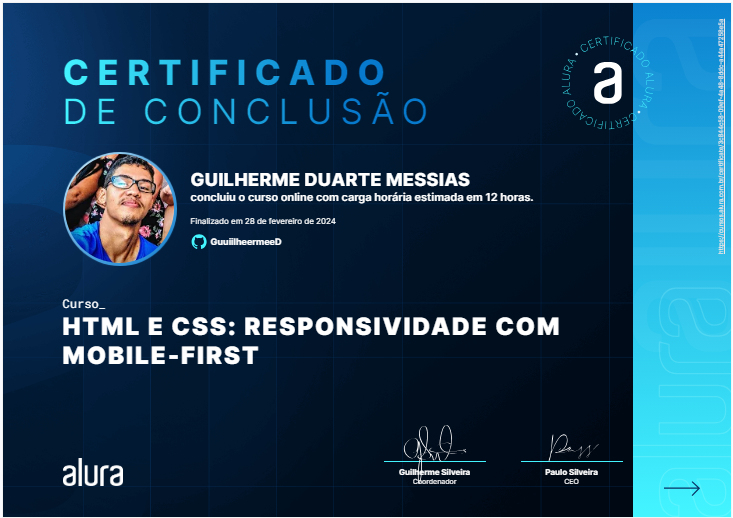 CERTIFICADO
DE CONCLUSÃO
CERTIFICADO ALURA • CERTIFICADO ALURA •
a
GUILHERME DUARTE MESSIAS
concluiu o curso online com carga horária estimada em 12 horas.
Finalizado em 28 de fevereiro de 2024
GuuiilheermeeD
Curso_
HTML E CSS: RESPONSIVIDADE COM
MOBILE-FIRST
alura
Guilherme Silveira
Coordenador
Paulo Silveira
CEO
alura